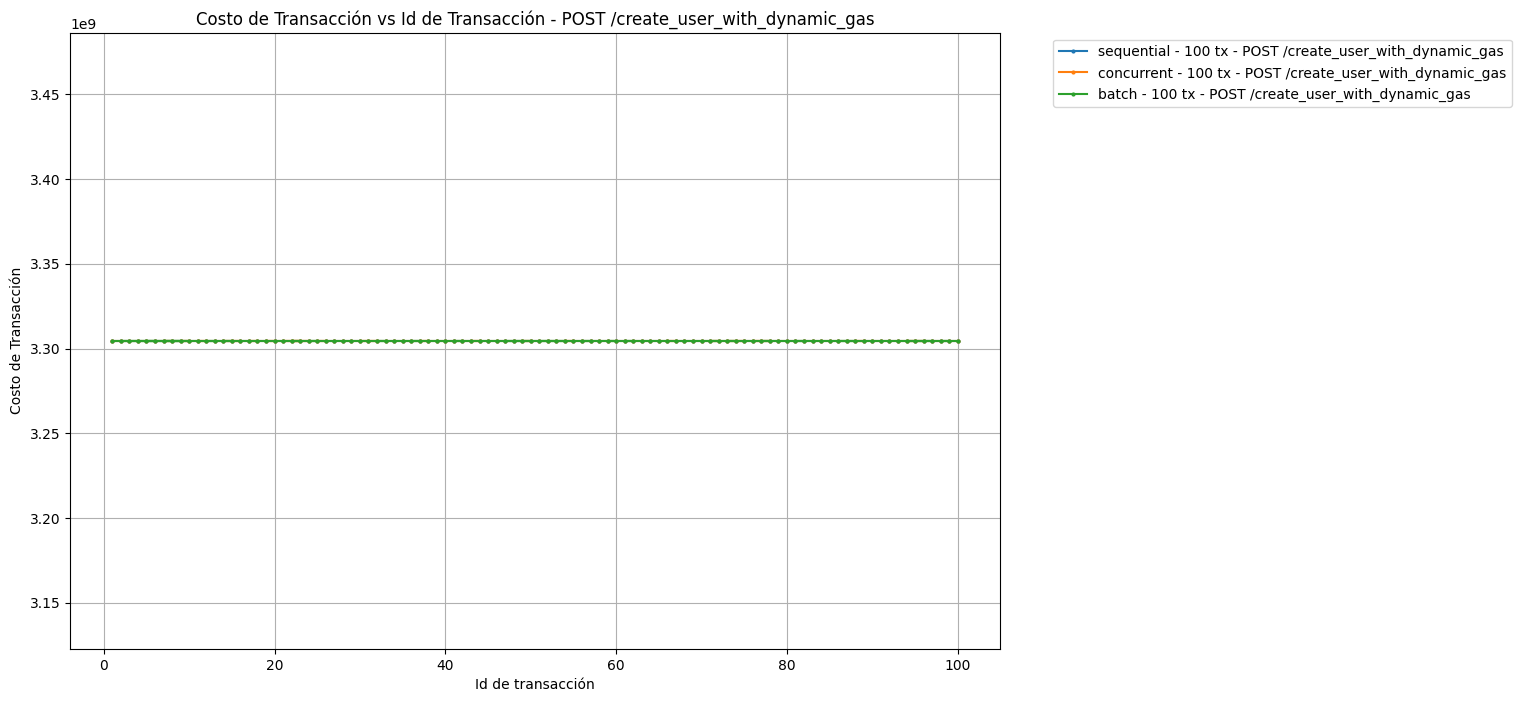 Costo de Transacción vs Id de Transacción - POST /create_user_with_dynamic_gas
1e9
3.45
3.40
3.35
3.30
3.25
3.20
3.15
Costo de Transacción
0 20 40 60 80 100
Id de transacción
sequential - 100 tx - POST /create_user_with_dynamic_gas
concurrent - 100 tx - POST /create_user_with_dynamic_gas
batch - 100 tx - POST /create_user_with_dynamic_gas